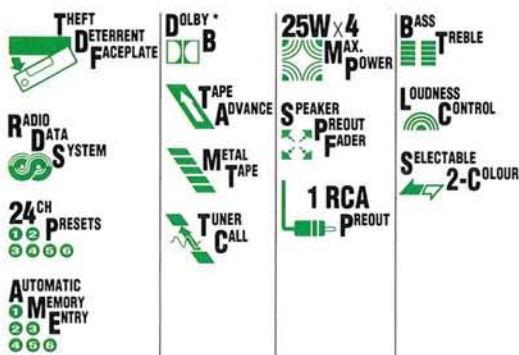 THEFT
DETERRENT
FACEPLATE
RADIO
DATA
SYSTEM
24CH
PRESETS
1 2
3 4 5 6
AUTOMATIC
MEMORY
ENTRY
1
2 3
4 5 6
DOLBY *
B
TAPE
ADVANCE
METAL
TAPE
TUNER
CALL
25W x 4
MAX.
POWER
SPEAKER
PREOUT
FADER
1 RCA
PREOUT
BASS
TREBLE
LOUDNESS
CONTROL
SELECTABLE
2-COLOUR